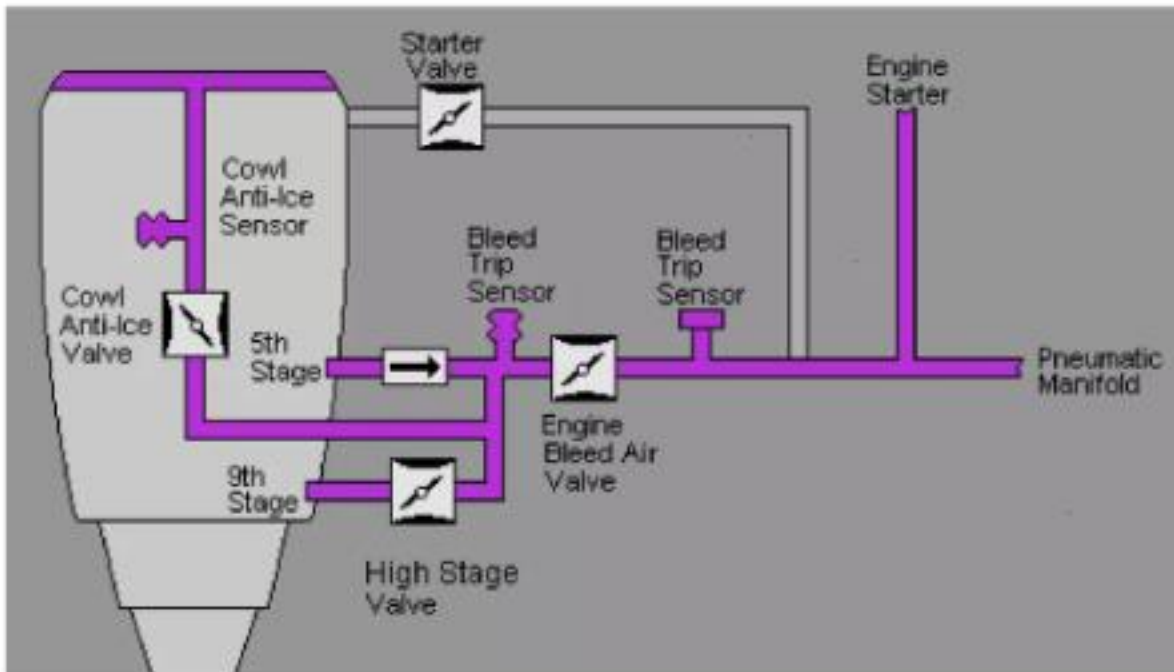 Starter
Valve
Engine
Starter
Cowl
Anti-Ice
Sensor
Bleed
Trip
Sensor
Bleed
Trip
Sensor
Cowl
Anti-Ice
Valve
5th
Stage
Pneumatic
Manifold
Engine
Bleed Air
Valve
9th
Stage
High Stage
Valve